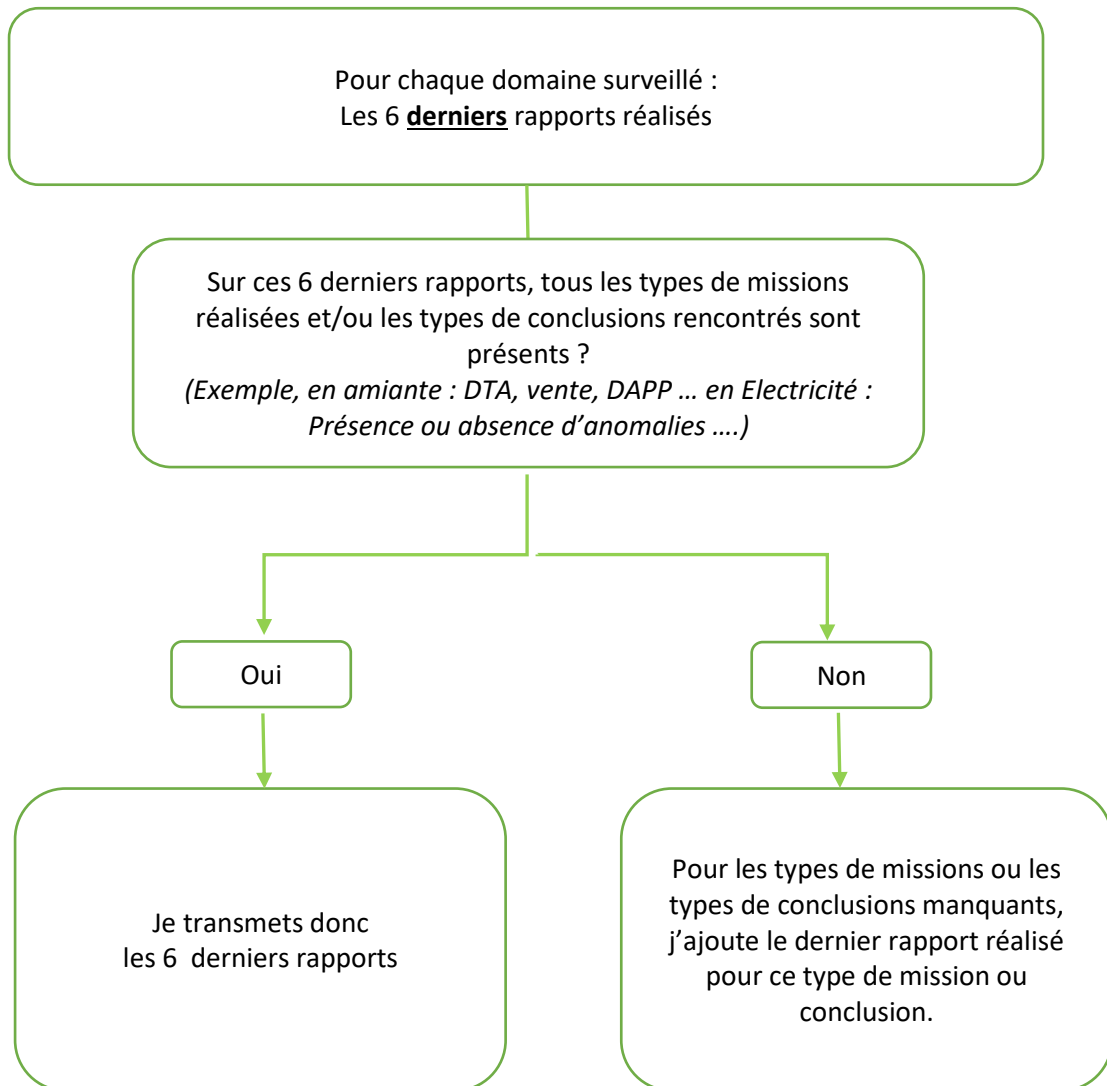 Pour chaque domaine surveillé :
Les 6 derniers rapports réalisés
Sur ces 6 derniers rapports, tous les types de missions
réalisées et/ou les types de conclusions rencontrés sont
présents ?
(Exemple, en amiante : DTA, vente, DAPP … en Electricité :
Présence ou absence d’anomalies ….)
Oui
Non
Je transmets donc
les 6 derniers rapports
Pour les types de missions ou les
types de conclusions manquants,
j’ajoute le dernier rapport réalisé
pour ce type de mission ou
conclusion.